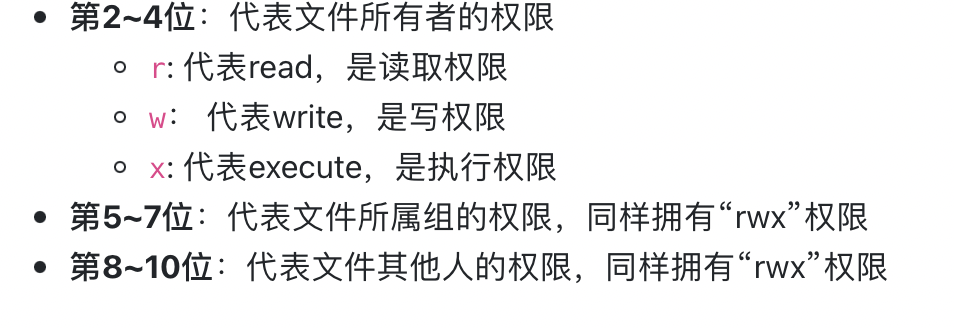 第2~4位：代表文件所有者的权限
r: 代表read，是读取权限
w： 代表write，是写权限
x: 代表execute，是执行权限
第5~7位：代表文件所属组的权限，同样拥有“rwx”权限
第8~10位：代表文件其他人的权限，同样拥有“rwx”权限